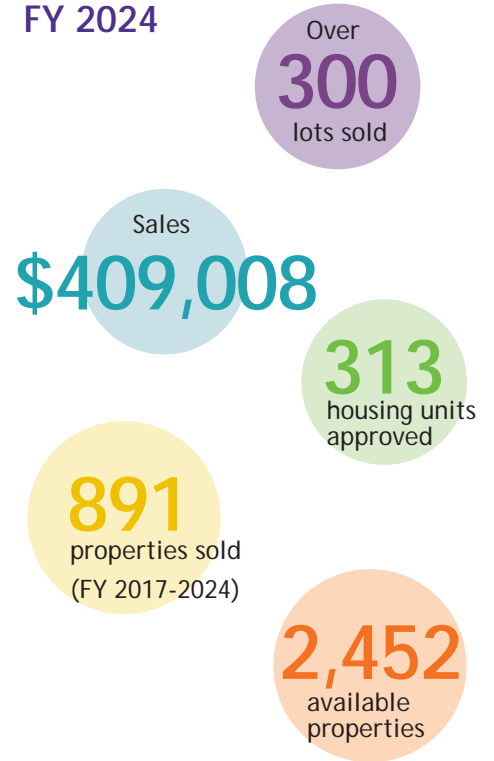 FY 2024
Over
300
lots sold
Sales
$409,008
313
housing units
approved
891
properties sold
(FY 2017-2024)
2,452
available
properties